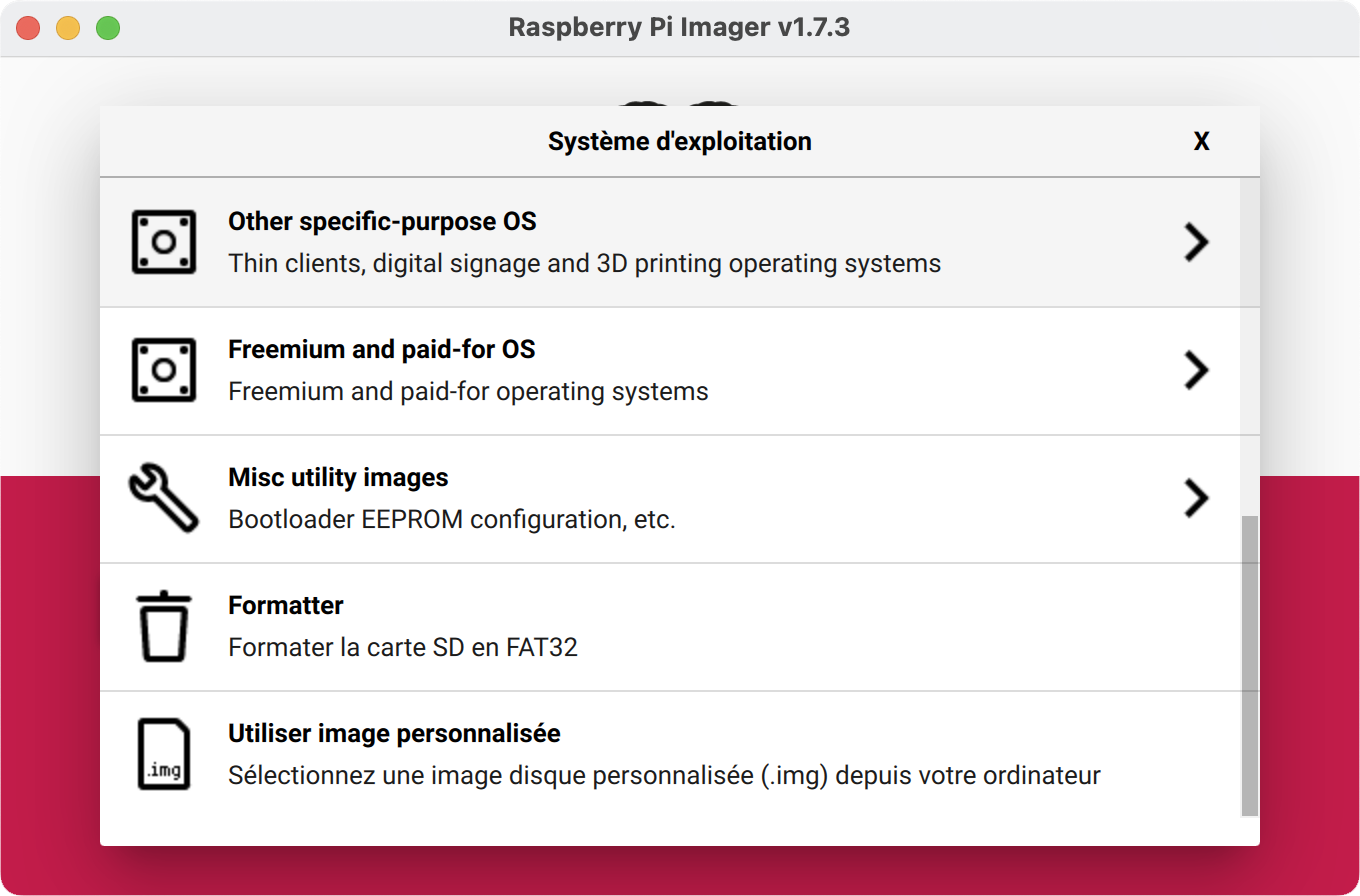 Raspberry Pi Imager v1.7.3
Système d'exploitation
X
Other specific-purpose OS
Thin clients, digital signage and 3D printing operating systems
Freemium and paid-for OS
Freemium and paid-for operating systems
Misc utility images
Bootloader EEPROM configuration, etc.
Formatter
Formater la carte SD en FAT32
.img
Utiliser image personnalisée
Sélectionnez une image disque personnalisée (.img) depuis votre ordinateur